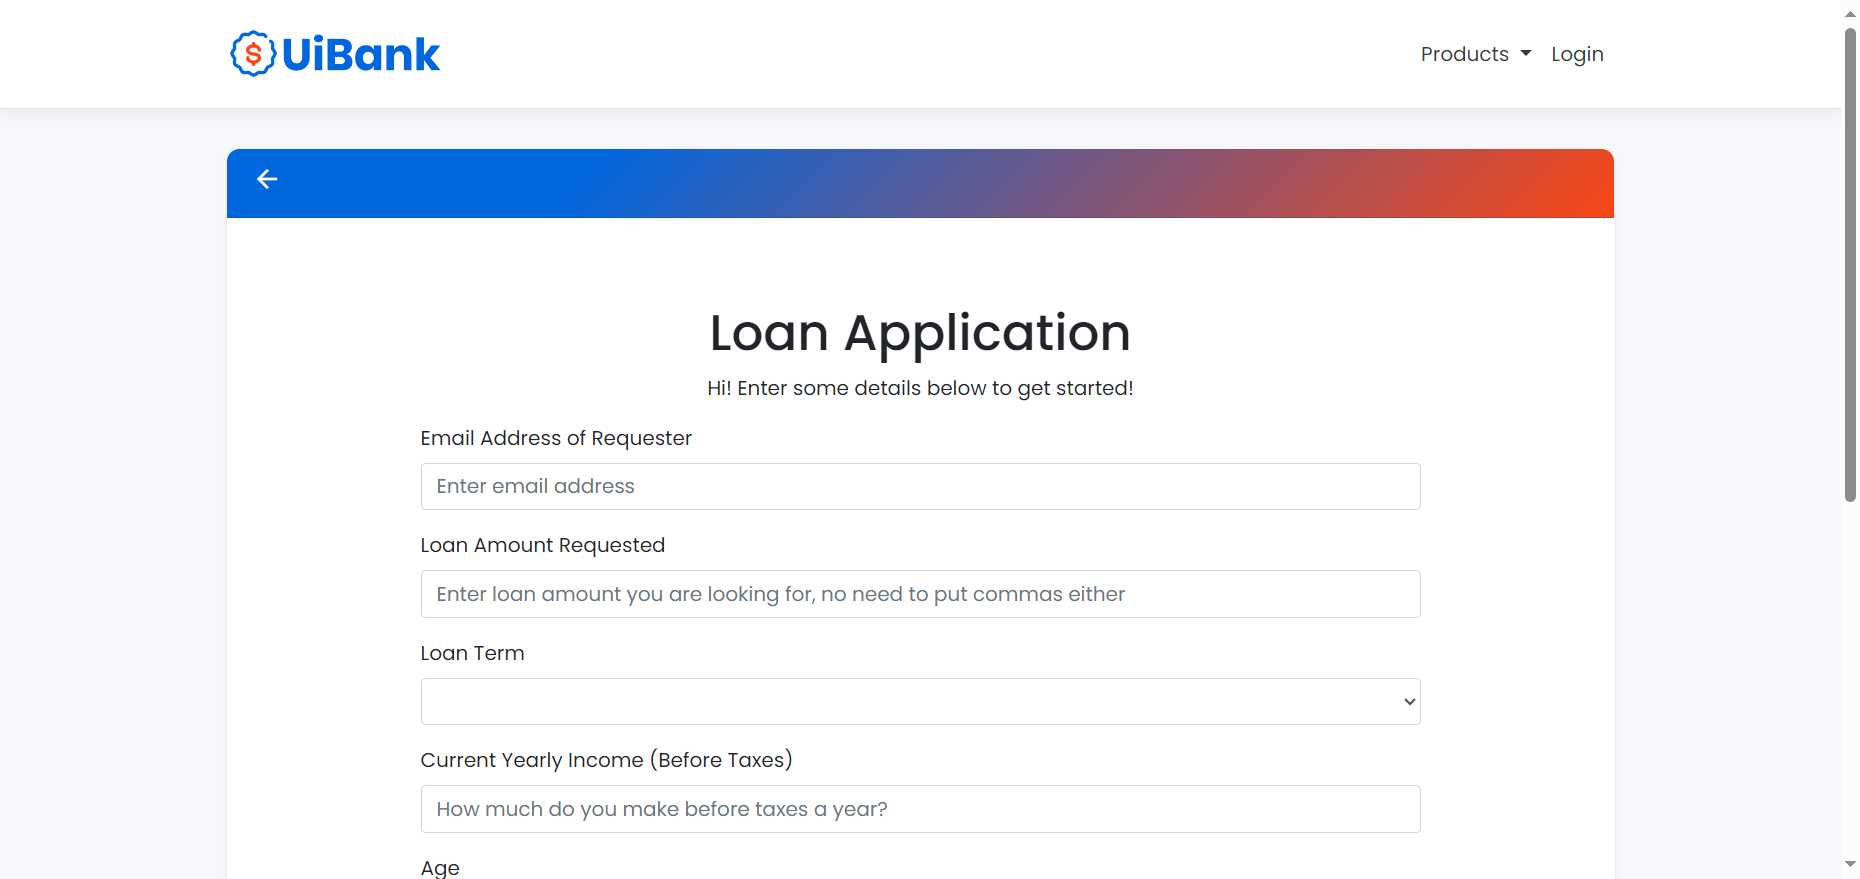 $ UiBank
Products Login
Loan Application
Hi! Enter some details below to get started!
Email Address of Requester
Enter email address
Loan Amount Requested
Enter loan amount you are looking for, no need to put commas either
Loan Term
Current Yearly Income (Before Taxes)
How much do you make before taxes a year?
Age